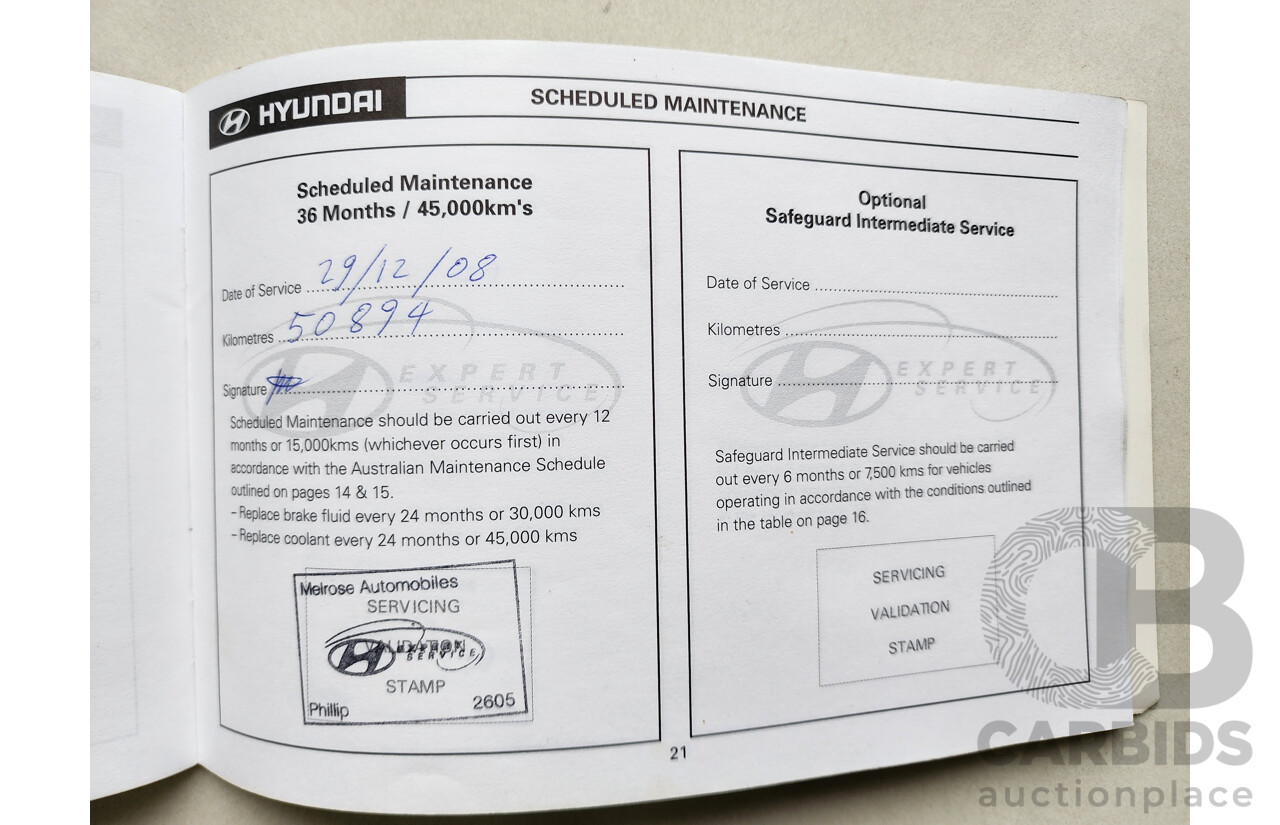 HYUNDAI
SCHEDULED MAINTENANCE
Scheduled Maintenance
36 Months / 45,000km's
Date of Service 29/12/08
Kilometres 50894
Signature
EXPERT
SERVICE
Scheduled Maintenance should be carried out every 12
months or 15,000kms (whichever occurs first) in
accordance with the Australian Maintenance Schedule
outlined on pages 14 & 15.
- Replace brake fluid every 24 months or 30,000 kms
- Replace coolant every 24 months or 45,000 kms
Melrose Automobiles
SERVICING
VALIDATION
EXPERT
SERVICE
STAMP
Phillip 2605
Optional
Safeguard Intermediate Service
Date of Service
Kilometres
Signature
EXPERT
SERVICE
Safeguard Intermediate Service should be carried
out every 6 months or 7,500 kms for vehicles
operating in accordance with the conditions outlined
in the table on page 16.
SERVICING
VALIDATION
STAMP
21
CB
CARBIDS
auctionplace